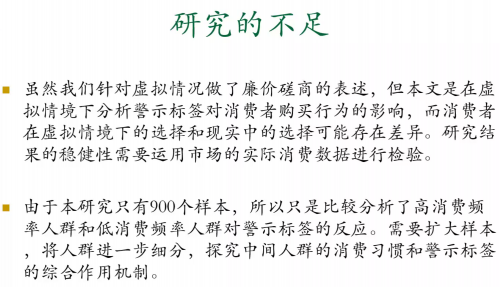 研究的不足
虽然我们针对虚拟情况做了廉价磋商的表述，但本文是在虚
拟情境下分析警示标签对消费者购买行为的影响，而消费者
在虚拟情境下的选择和现实中的选择可能存在差异。研究结
果的稳健性需要运用市场的实际消费数据进行检验。
由于本研究只有900个样本，所以只是比较分析了高消费频
率人群和低消费频率人群对警示标签的反应。需要扩大样本
，将人群进一步细分，探究中间人群的消费习惯和警示标签
的综合作用机制。